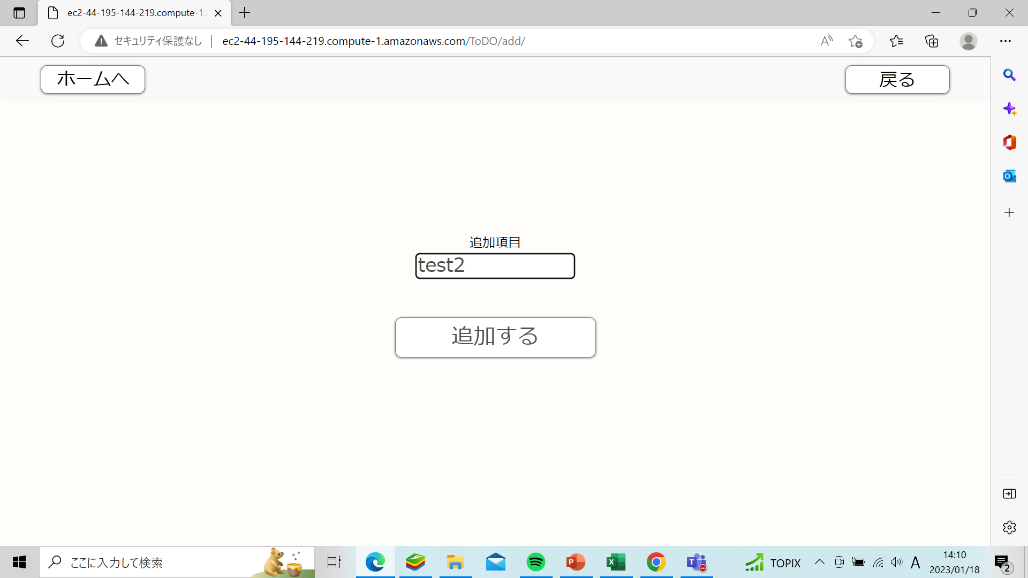 ec2-44-195-144-219.compute-1.
セキュリティ保護なし
ec2-44-195-144-219.compute-1.amazonaws.com/ToDO/add/
ホームへ
戻る
追加項目
test2
追加する
ここに入力して検索
TOPIX
A
14:10
2023/01/18
2